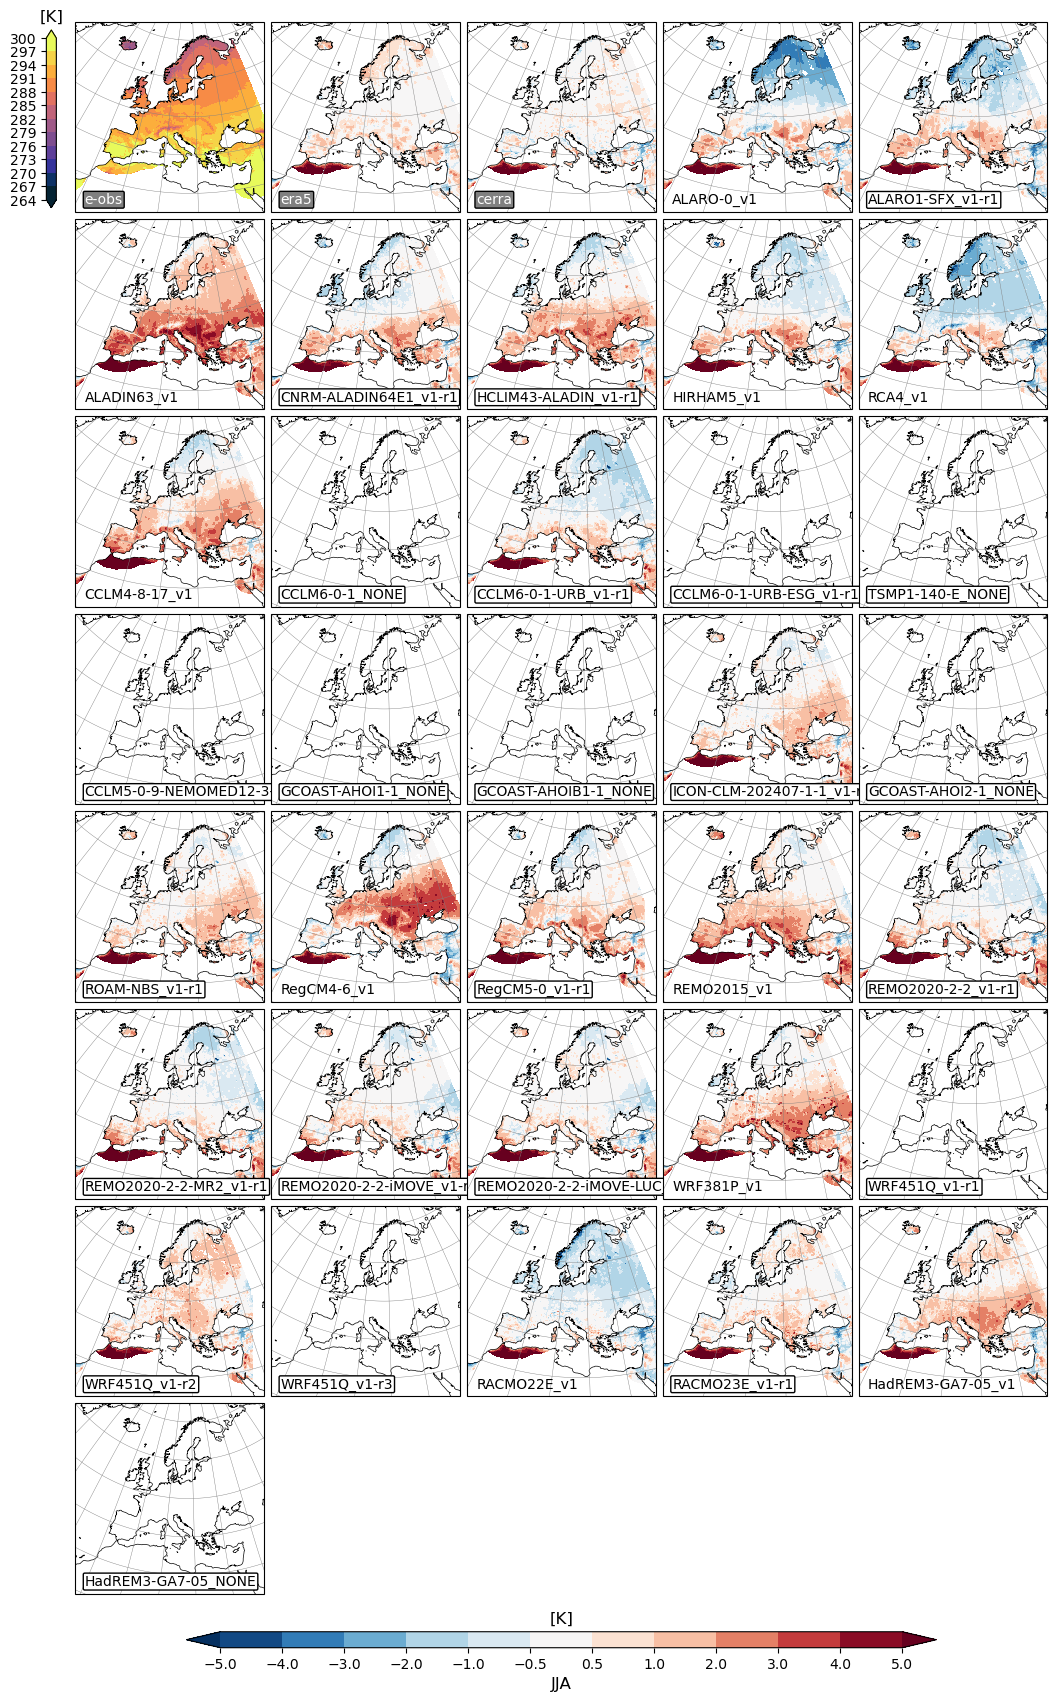 [K]
300
297
294
291
288
285
282
279
276
273
270
267
264
e-obs
era5
cerra
ALARO-0_v1
ALARO1-SFX_v1-r1
ALADIN63_v1
CNRM-ALADIN64E1_v1-r1
HCLIM43-ALADIN_v1-r1
HIRHAM5_v1
RCA4_v1
CCLM4-8-17_v1
CCLM6-0-1_NONE
CCLM6-0-1-URB_v1-r1
CCLM6-0-1-URB-ESG_v1-r1
TSMP1-140-E_NONE
CCLM5-0-9-NEMOMED12-3-
GCOAST-AHOI1-1_NONE
GCOAST-AHOIB1-1_NONE
ICON-CLM-202407-1-1_v1-r
GCOAST-AHOI2-1_NONE
ROAM-NBS_v1-r1
RegCM4-6_v1
RegCM5-0_v1-r1
REMO2015_v1
REMO2020-2-2_v1-r1
REMO2020-2-2-MR2_v1-r1
REMO2020-2-2-iMOVE_v1-r
REMO2020-2-2-iMOVE-LUC
WRF381P_v1
WRF451Q_v1-r1
WRF451Q_v1-r2
WRF451Q_v1-r3
RACMO22E_v1
RACMO23E_v1-r1
HadREM3-GA7-05_v1
HadREM3-GA7-05_NONE
[K]
−5.0 −4.0 −3.0 −2.0 −1.0 −0.5 0.5 1.0 2.0 3.0 4.0 5.0
JJA